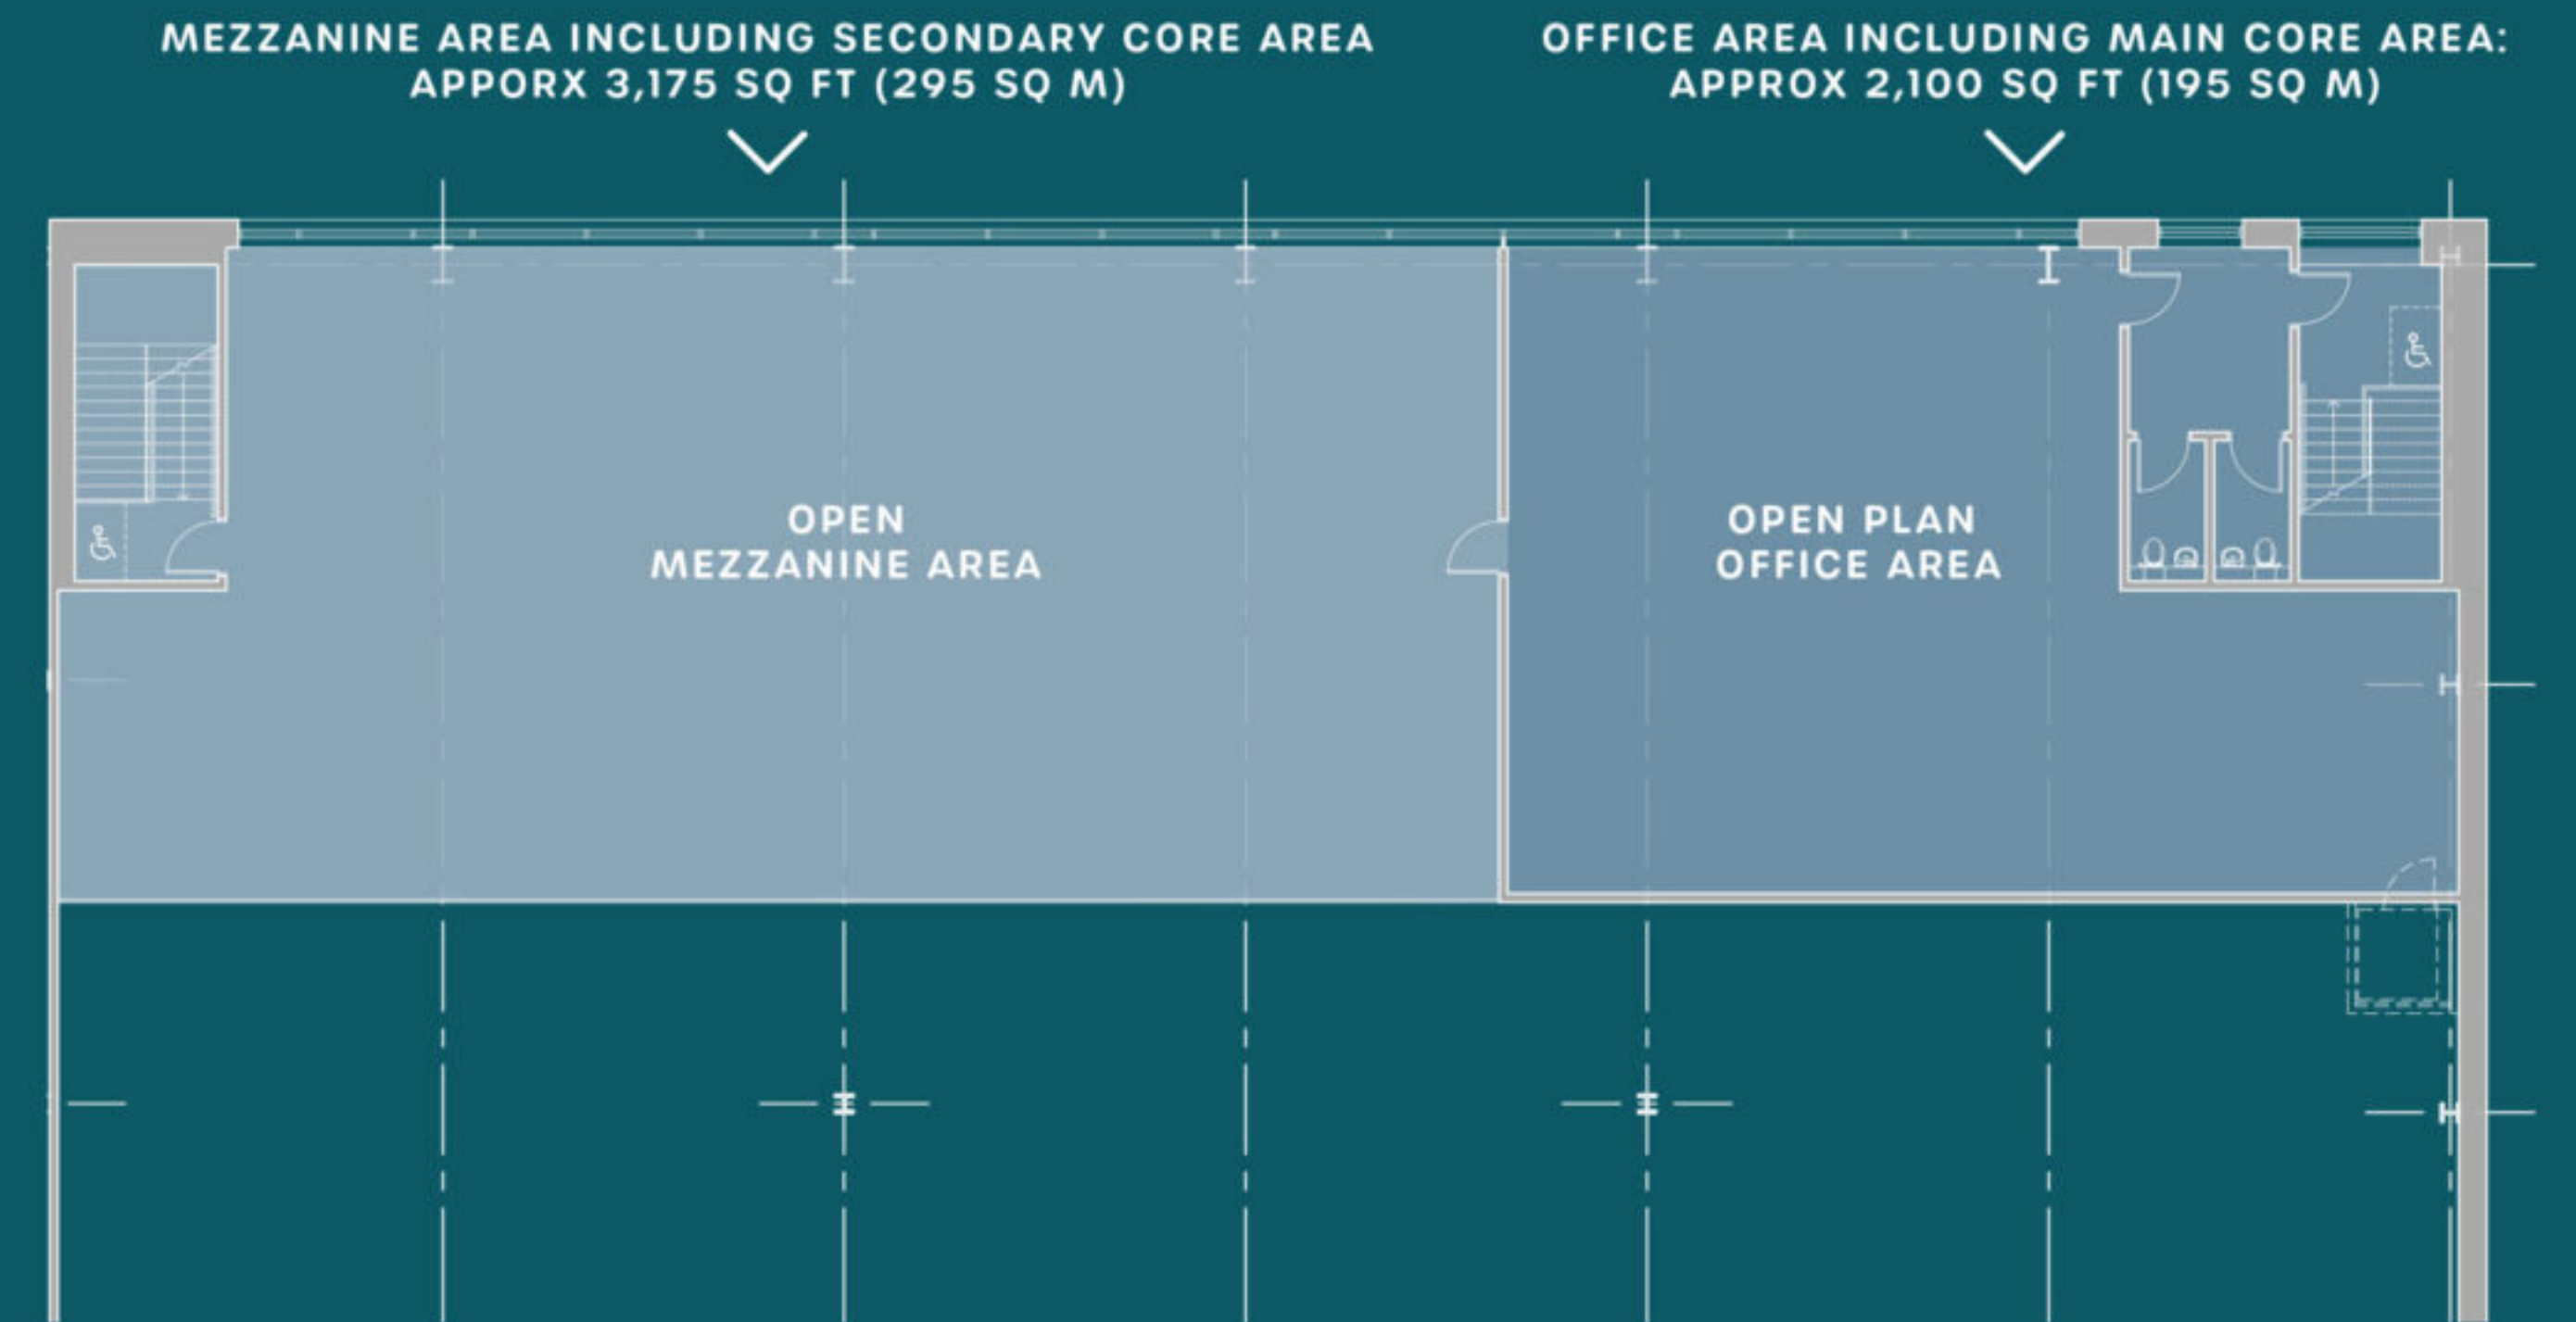 MEZZANINE AREA INCLUDING SECONDARY CORE AREA
APPORX 3,175 SQ FT (295 SQ M)
OFFICE AREA INCLUDING MAIN CORE AREA:
APPROX 2,100 SQ FT (195 SQ M)
OPEN
MEZZANINE AREA
OPEN PLAN
OFFICE AREA